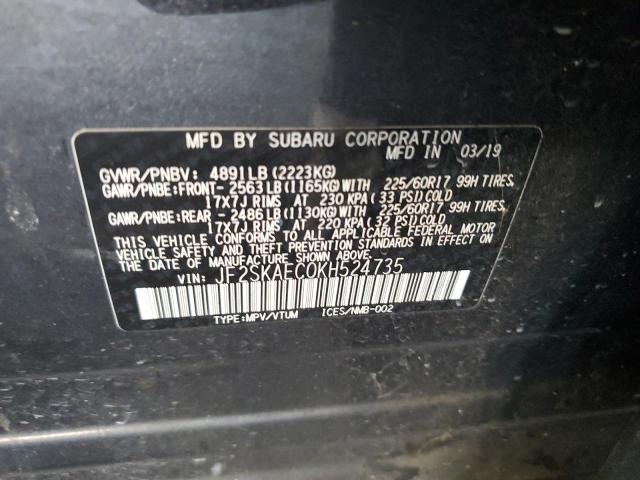 MFD BY SUBARU CORPORATION
MFD IN 03/19
GVWR/PNBV: 4891LB(2223KG)
GAWR/PNBE:FRONT- 2563LB(1165KG)WITH 225/60R17 99H TIRES,
17X7J RIMS AT 230 KPA(33 PSI)COLD
GAWR/PNBE:REAR - 2486LB(1130KG)WITH 225/60R17 99H TIRES,
17X7J RIMS AT 220 KPA(32 PSI)COLD
THIS VEHICLE CONFORMS TO ALL APPLICABLE FEDERAL MOTOR
VEHICLE SAFETY AND THEFT PREVENTION STANDARDS IN EFFECT ON
THE DATE OF MANUFACTURE SHOWN ABOVE.
VIN: JF2SKAEC0KH524735
TYPE:MPV/VTUM ICES/NMB-002